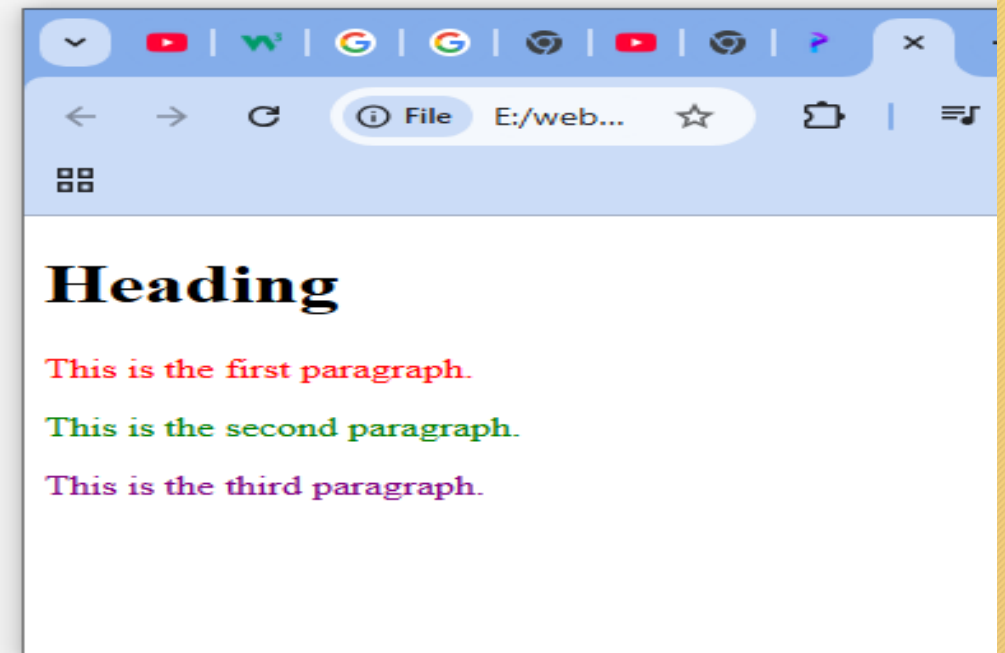 File E:/web...
Heading
This is the first paragraph.
This is the second paragraph.
This is the third paragraph.